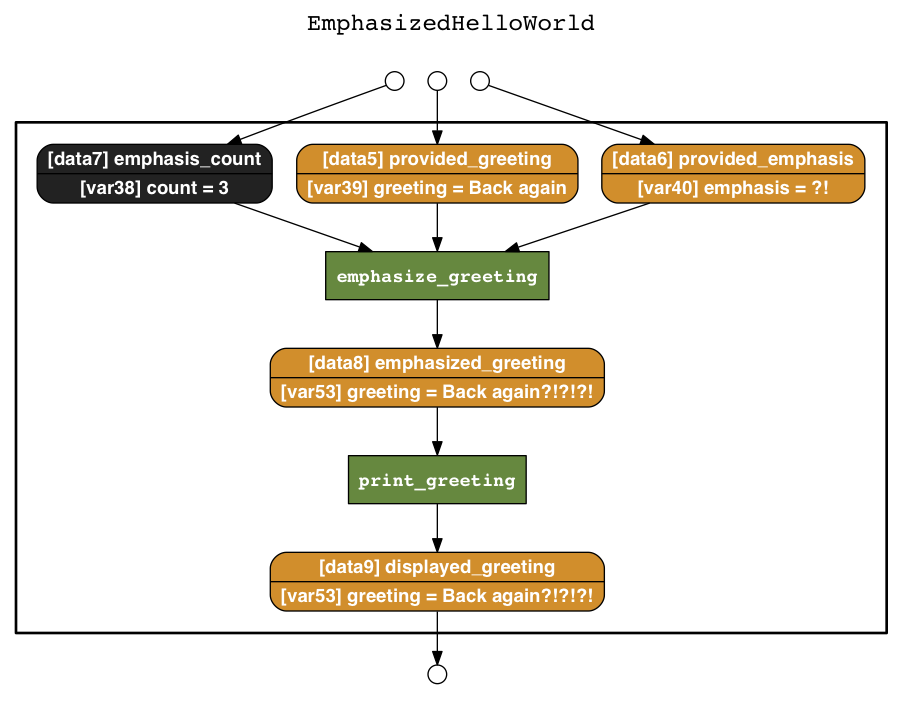 EmphasizedHelloWorld
[data7] emphasis_count
[var38] count = 3
[data5] provided_greeting
[var39] greeting = Back again
[data6] provided_emphasis
[var40] emphasis = ?!
emphasize_greeting
[data8] emphasized_greeting
[var53] greeting = Back again?!?!?!
print_greeting
[data9] displayed_greeting
[var53] greeting = Back again?!?!?!